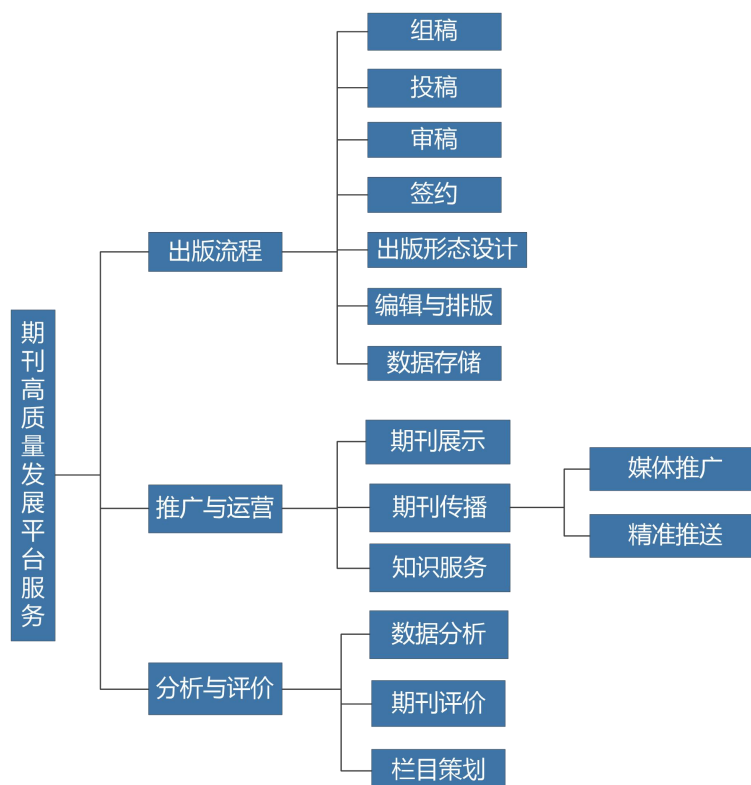 期刊高质量发展平台服务
出版流程
组稿
投稿
审稿
签约
出版形态设计
编辑与排版
数据存储
推广与运营
期刊展示
期刊传播
媒体推广
精准推送
知识服务
分析与评价
数据分析
期刊评价
栏目策划